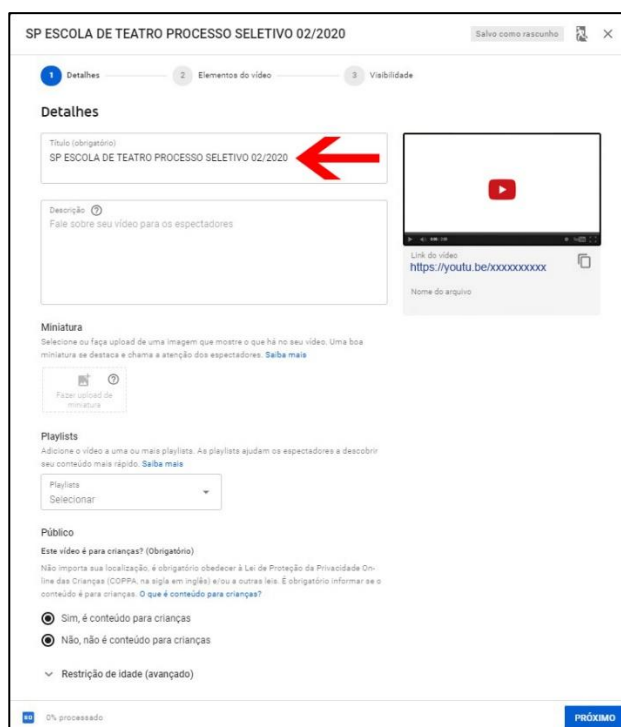 SP ESCOLA DE TEATRO PROCESSO SELETIVO 02/2020
Salvo como rascunho
1 Detalhes 2 Elementos do vídeo 3 Visibilidade
Detalhes
Título (obrigatório)
SP ESCOLA DE TEATRO PROCESSO SELETIVO 02/2020
Descrição
Fale sobre seu vídeo para os espectadores
Link do vídeo
https://youtu.be/xxxxxxxxxx
Nome do arquivo
Miniatura
Selecione ou faça upload de uma imagem que mostre o que há no seu vídeo. Uma boa
miniatura se destaca e chama a atenção dos espectadores. Saiba mais
Fazer upload de
miniatura
Playlists
Adicione o vídeo a uma ou mais playlists. As playlists ajudam os espectadores a descobrir
seu conteúdo mais rápido. Saiba mais
Playlists
Selecionar
Público
Este vídeo é para crianças? (Obrigatório)
Não importa sua localização, é obrigatório obedecer à Lei de Proteção da Privacidade On-
line das Crianças (COPPA, na sigla em inglês) e/ou a outras leis. É obrigatório informar se o
conteúdo é para crianças. O que é conteúdo para crianças?
Sim, é conteúdo para crianças
Não, não é conteúdo para crianças
Restrição de idade (avançado)
0% processado
PRÓXIMO